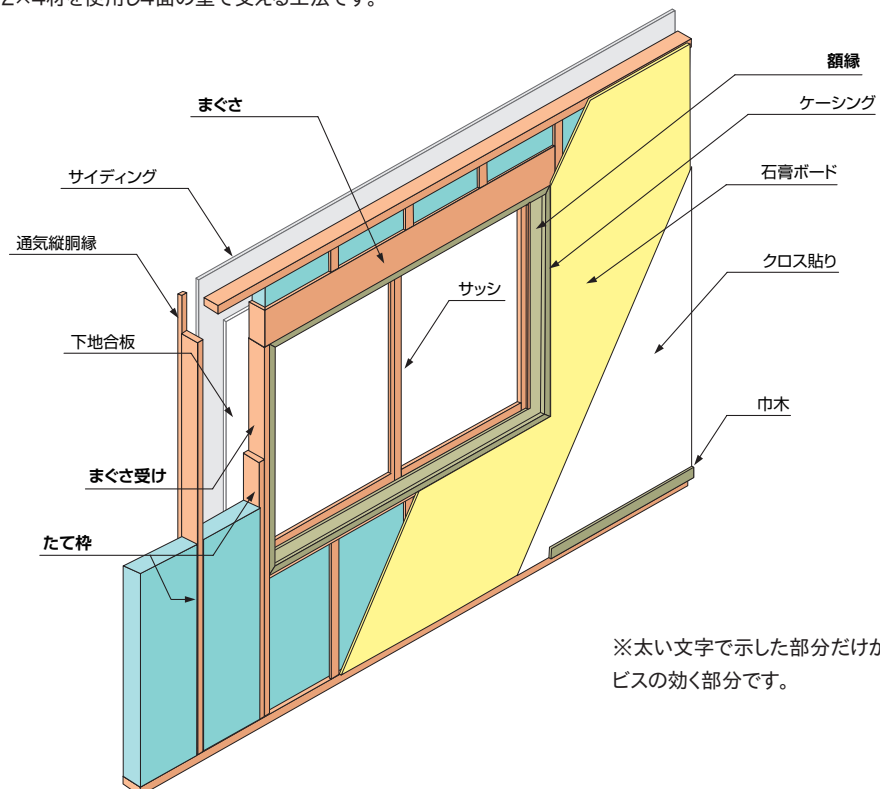 2×4材を使用し4面の壁で支える工法です。
額縁
まぐさ
ケーシング
サイディング
石膏ボード
通気縦胴縁
クロス貼り
サッシ
下地合板
巾木
まぐさ受け
たて枠
※太い文字で示した部分だけが
ビスの効く部分です。